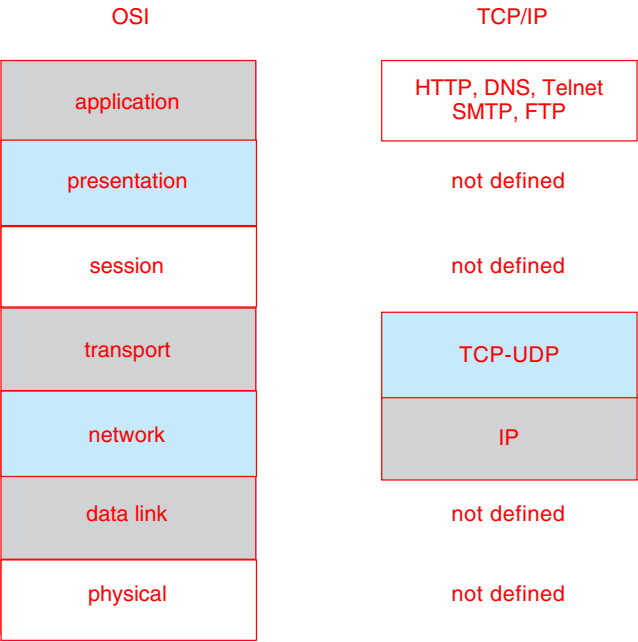 OSI
TCP/IP
application
HTTP, DNS, Telnet
SMTP, FTP
presentation
not defined
session
not defined
transport
TCP-UDP
network
IP
data link
not defined
physical
not defined